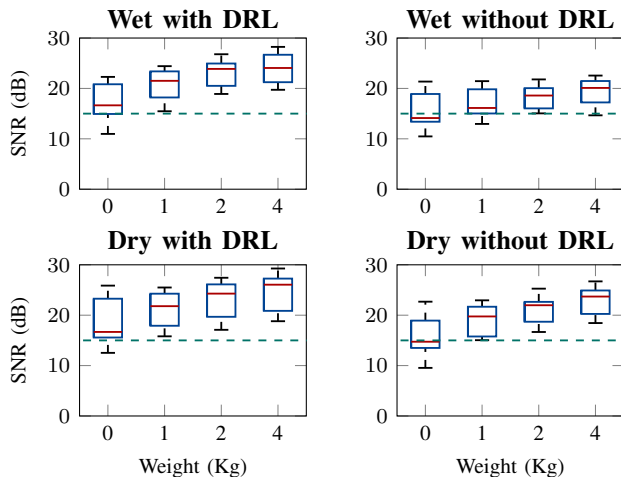 Wet with DRL
Wet without DRL
SNR (dB)
30
20
10
0
0 1 2 4
30
20
10
0
0 1 2 4
Dry with DRL
Dry without DRL
SNR (dB)
30
20
10
0
0 1 2 4
Weight (Kg)
30
20
10
0
0 1 2 4
Weight (Kg)